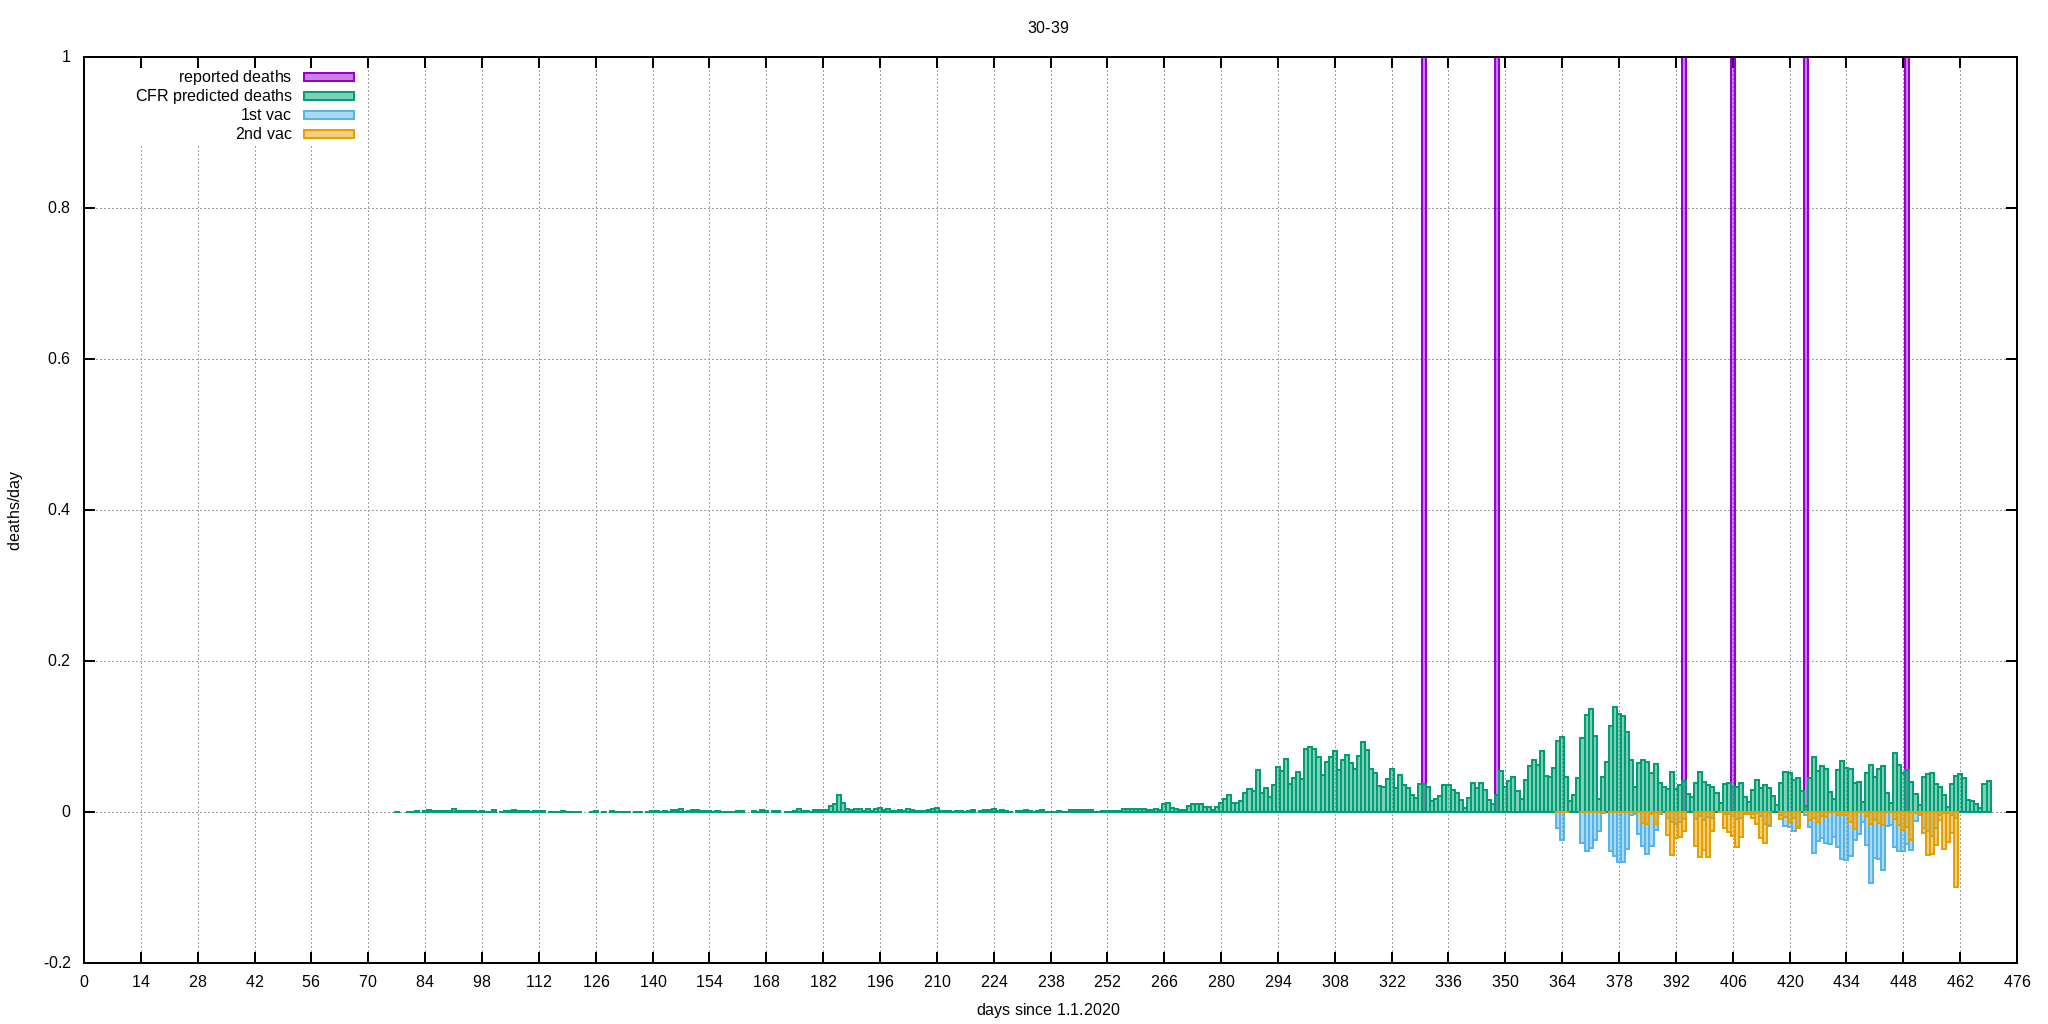 30-39
reported deaths
CFR predicted deaths
1st vac
2nd vac
1
0.8
0.6
0.4
0.2
0
-0.2
deaths/day
0 14 28 42 56 70 84 98 112 126 140 154 168 182 196 210 224 238 252 266 280 294 308 322 336 350 364 378 392 406 420 434 448 462 476
days since 1.1.2020